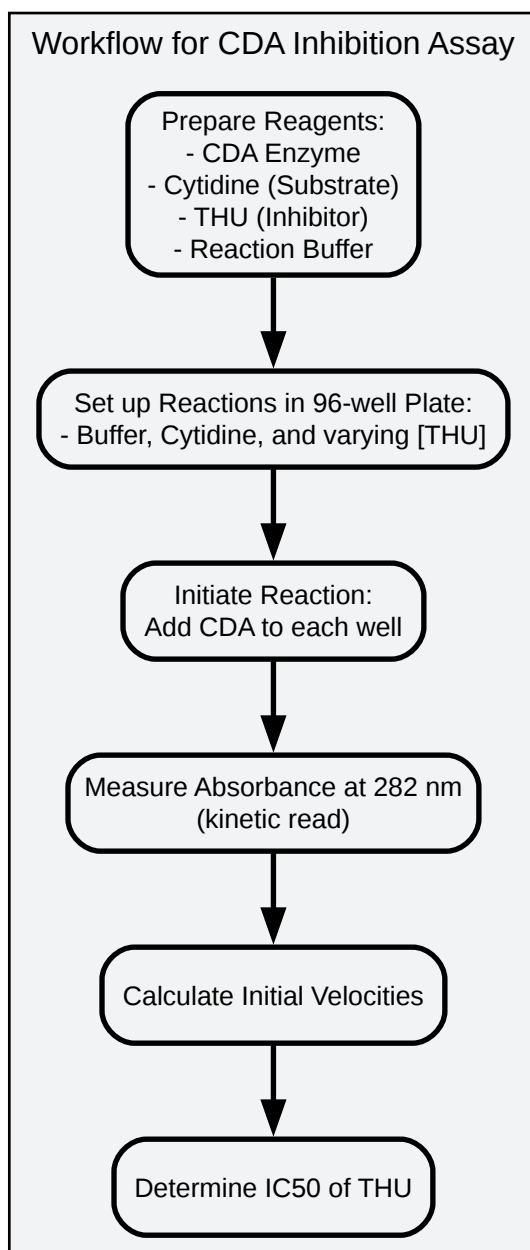 Workflow for CDA Inhibition Assay
Prepare Reagents:
- CDA Enzyme
- Cytidine (Substrate)
- THU (Inhibitor)
- Reaction Buffer
Set up Reactions in 96-well Plate:
- Buffer, Cytidine, and varying [THU]
Initiate Reaction:
Add CDA to each well
Measure Absorbance at 282 nm
(kinetic read)
Calculate Initial Velocities
Determine IC50 of THU